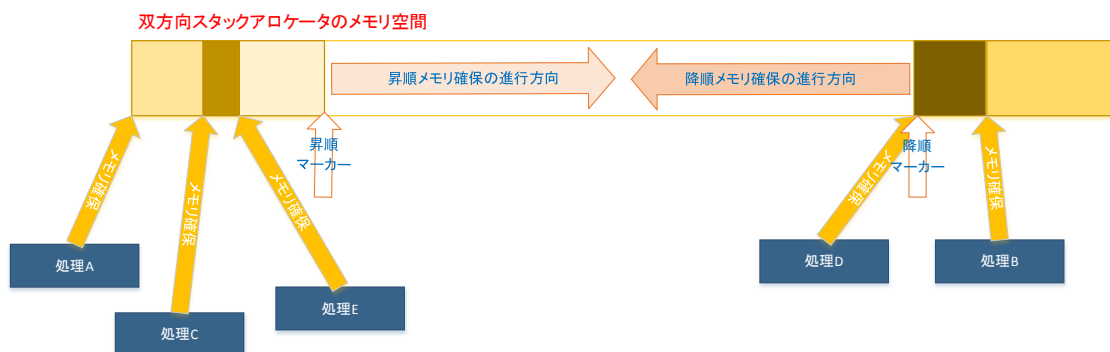 双方向スタックアロケータのメモリ空間
昇順メモリ確保の進行方向
降順メモリ確保の進行方向
昇順
マーカー
降順
マーカー
メモリ確保
メモリ確保
メモリ確保
メモリ確保
メモリ確保
処理A
処理C
処理E
処理D
処理B